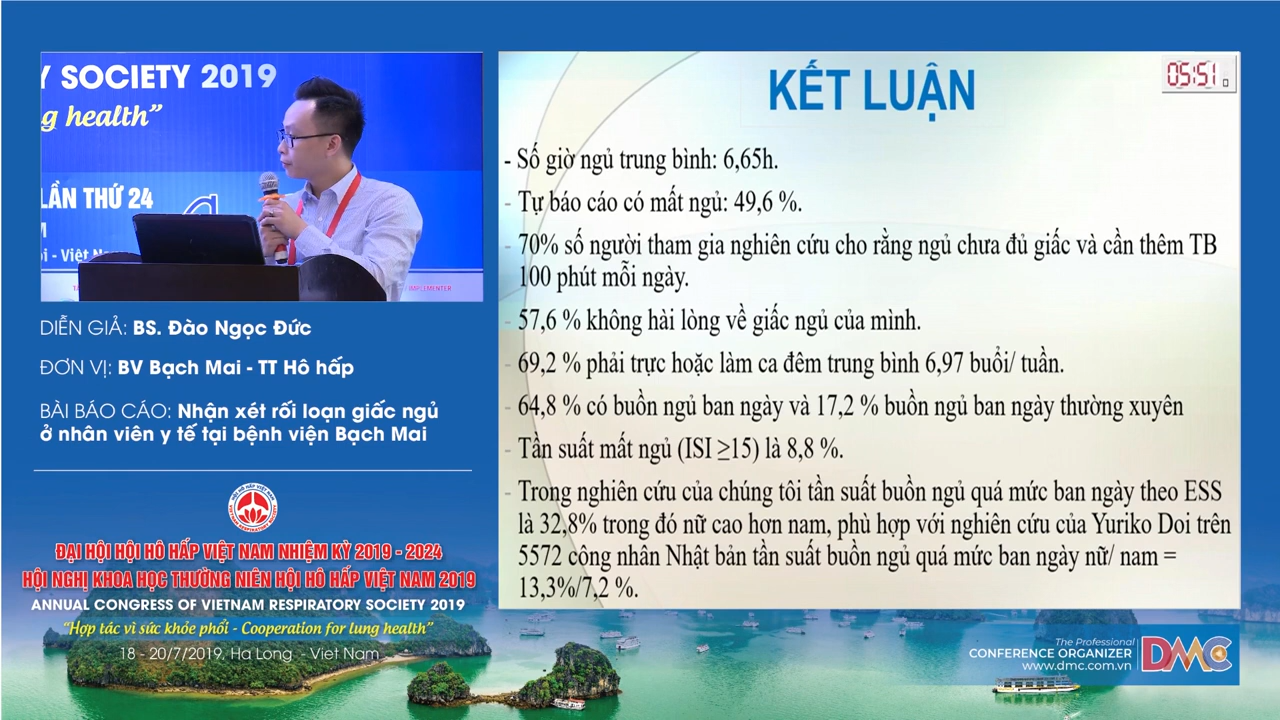 Y SOCIETY 2019
g health”
LẦN THỨ 24
IMPLEMENTER
DIỄN GIẢ: BS. Đào Ngọc Đức
ĐƠN VỊ: BV Bạch Mai - TT Hô hấp
BÀI BÁO CÁO: Nhận xét rối loạn giấc ngủ
ở nhân viên y tế tại bệnh viện Bạch Mai
HỘI HÔ HẤP VIỆT NAM
VIETNAM RESPIRATORY SOCIETY
ĐẠI HỘI HỘI HÔ HẤP VIỆT NAM NHIỆM KỲ 2019 - 2024
HỘI NGHỊ KHOA HỌC THƯỜNG NIÊN HỘI HÔ HẤP VIỆT NAM 2019
ANNUAL CONGRESS OF VIETNAM RESPIRATORY SOCIETY 2019
“Hợp tác vì sức khỏe phổi - Cooperation for lung health”
18 - 20/7/2019, Ha Long - Viet Nam
KẾT LUẬN
05:51
- Số giờ ngủ trung bình: 6,65h.
- Tự báo cáo có mất ngủ: 49,6 %.
- 70% số người tham gia nghiên cứu cho rằng ngủ chưa đủ giấc và cần thêm TB
100 phút mỗi ngày.
- 57,6 % không hài lòng về giấc ngủ của mình.
- 69,2 % phải trực hoặc làm ca đêm trung bình 6,97 buổi/ tuần.
- 64,8 % có buồn ngủ ban ngày và 17,2 % buồn ngủ ban ngày thường xuyên
- Tần suất mất ngủ (ISI ≥15) là 8,8 %.
- Trong nghiên cứu của chúng tôi tần suất buồn ngủ quá mức ban ngày theo ESS
là 32,8% trong đó nữ cao hơn nam, phù hợp với nghiên cứu của Yuriko Doi trên
5572 công nhân Nhật bản tần suất buồn ngủ quá mức ban ngày nữ/ nam =
13,3%/7,2 %.
The Professional
CONFERENCE ORGANIZER
www.dmc.com.vn
DMC